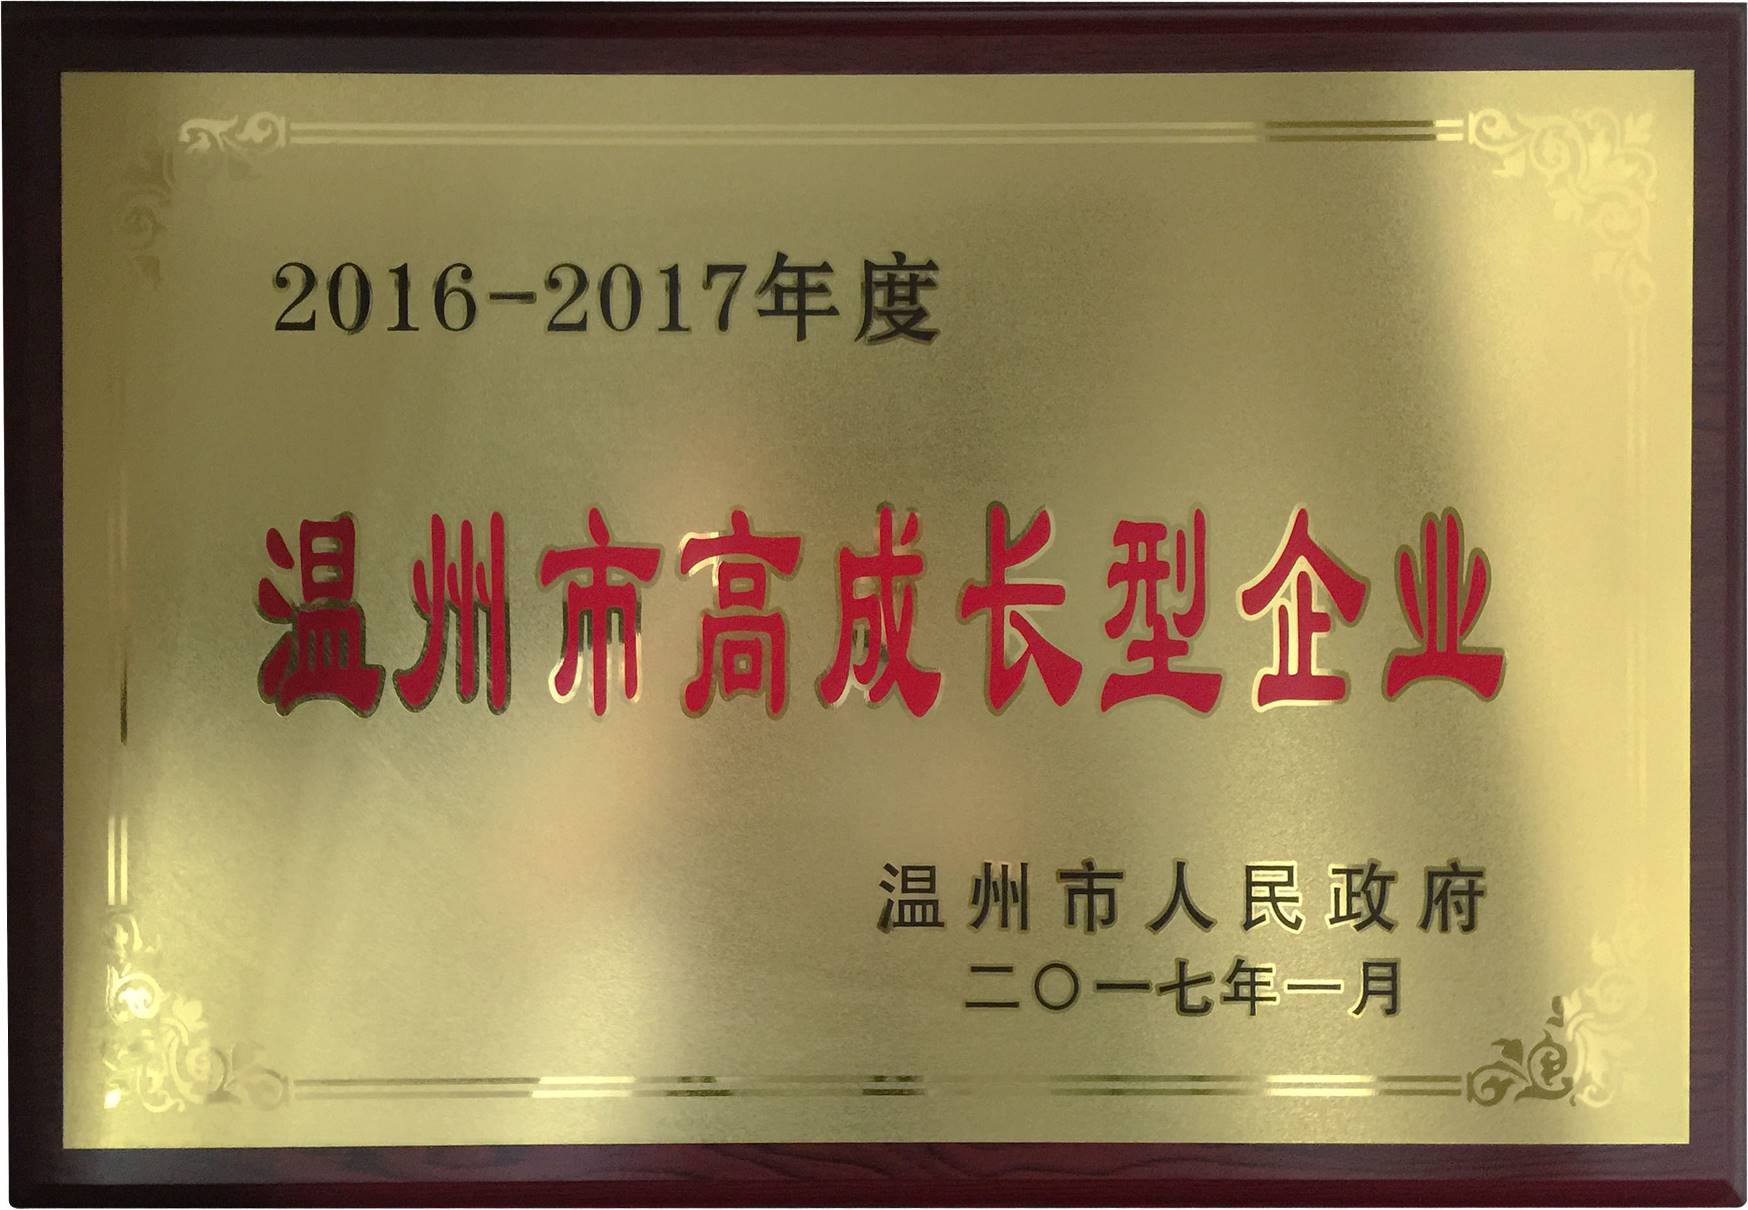 2016-2017年度
温州市高成长型企业
温州市人民政府
二〇一七年一月